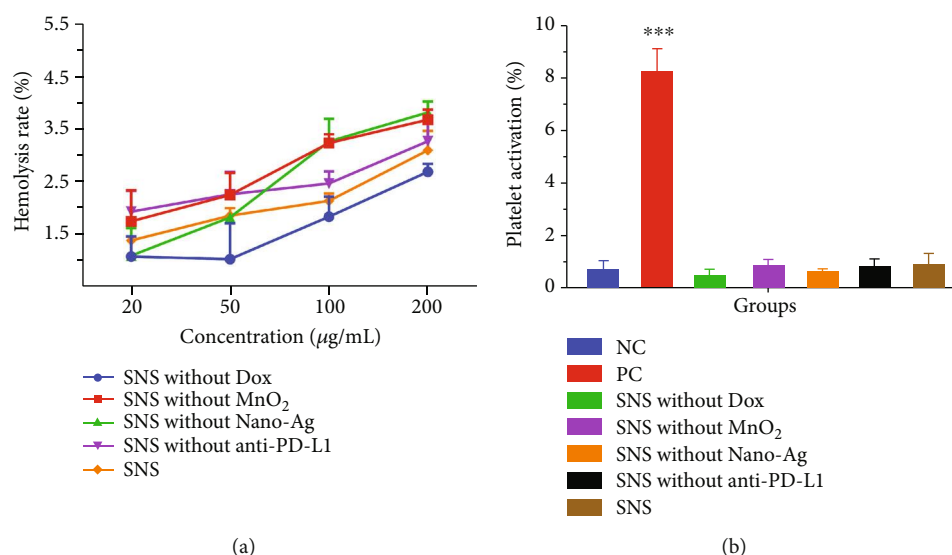 5.5
4.5
3.5
2.5
1.5
Hemolysis rate (%)
20
50
100
200
Concentration (μg/mL)
SNS without Dox
SNS without MnO₂
SNS without Nano-Ag
SNS without anti-PD-L1
SNS
(a)
10
8
6
4
2
0
Platelet activation (%)
***
Groups
NC
PC
SNS without Dox
SNS without MnO₂
SNS without Nano-Ag
SNS without anti-PD-L1
SNS
(b)